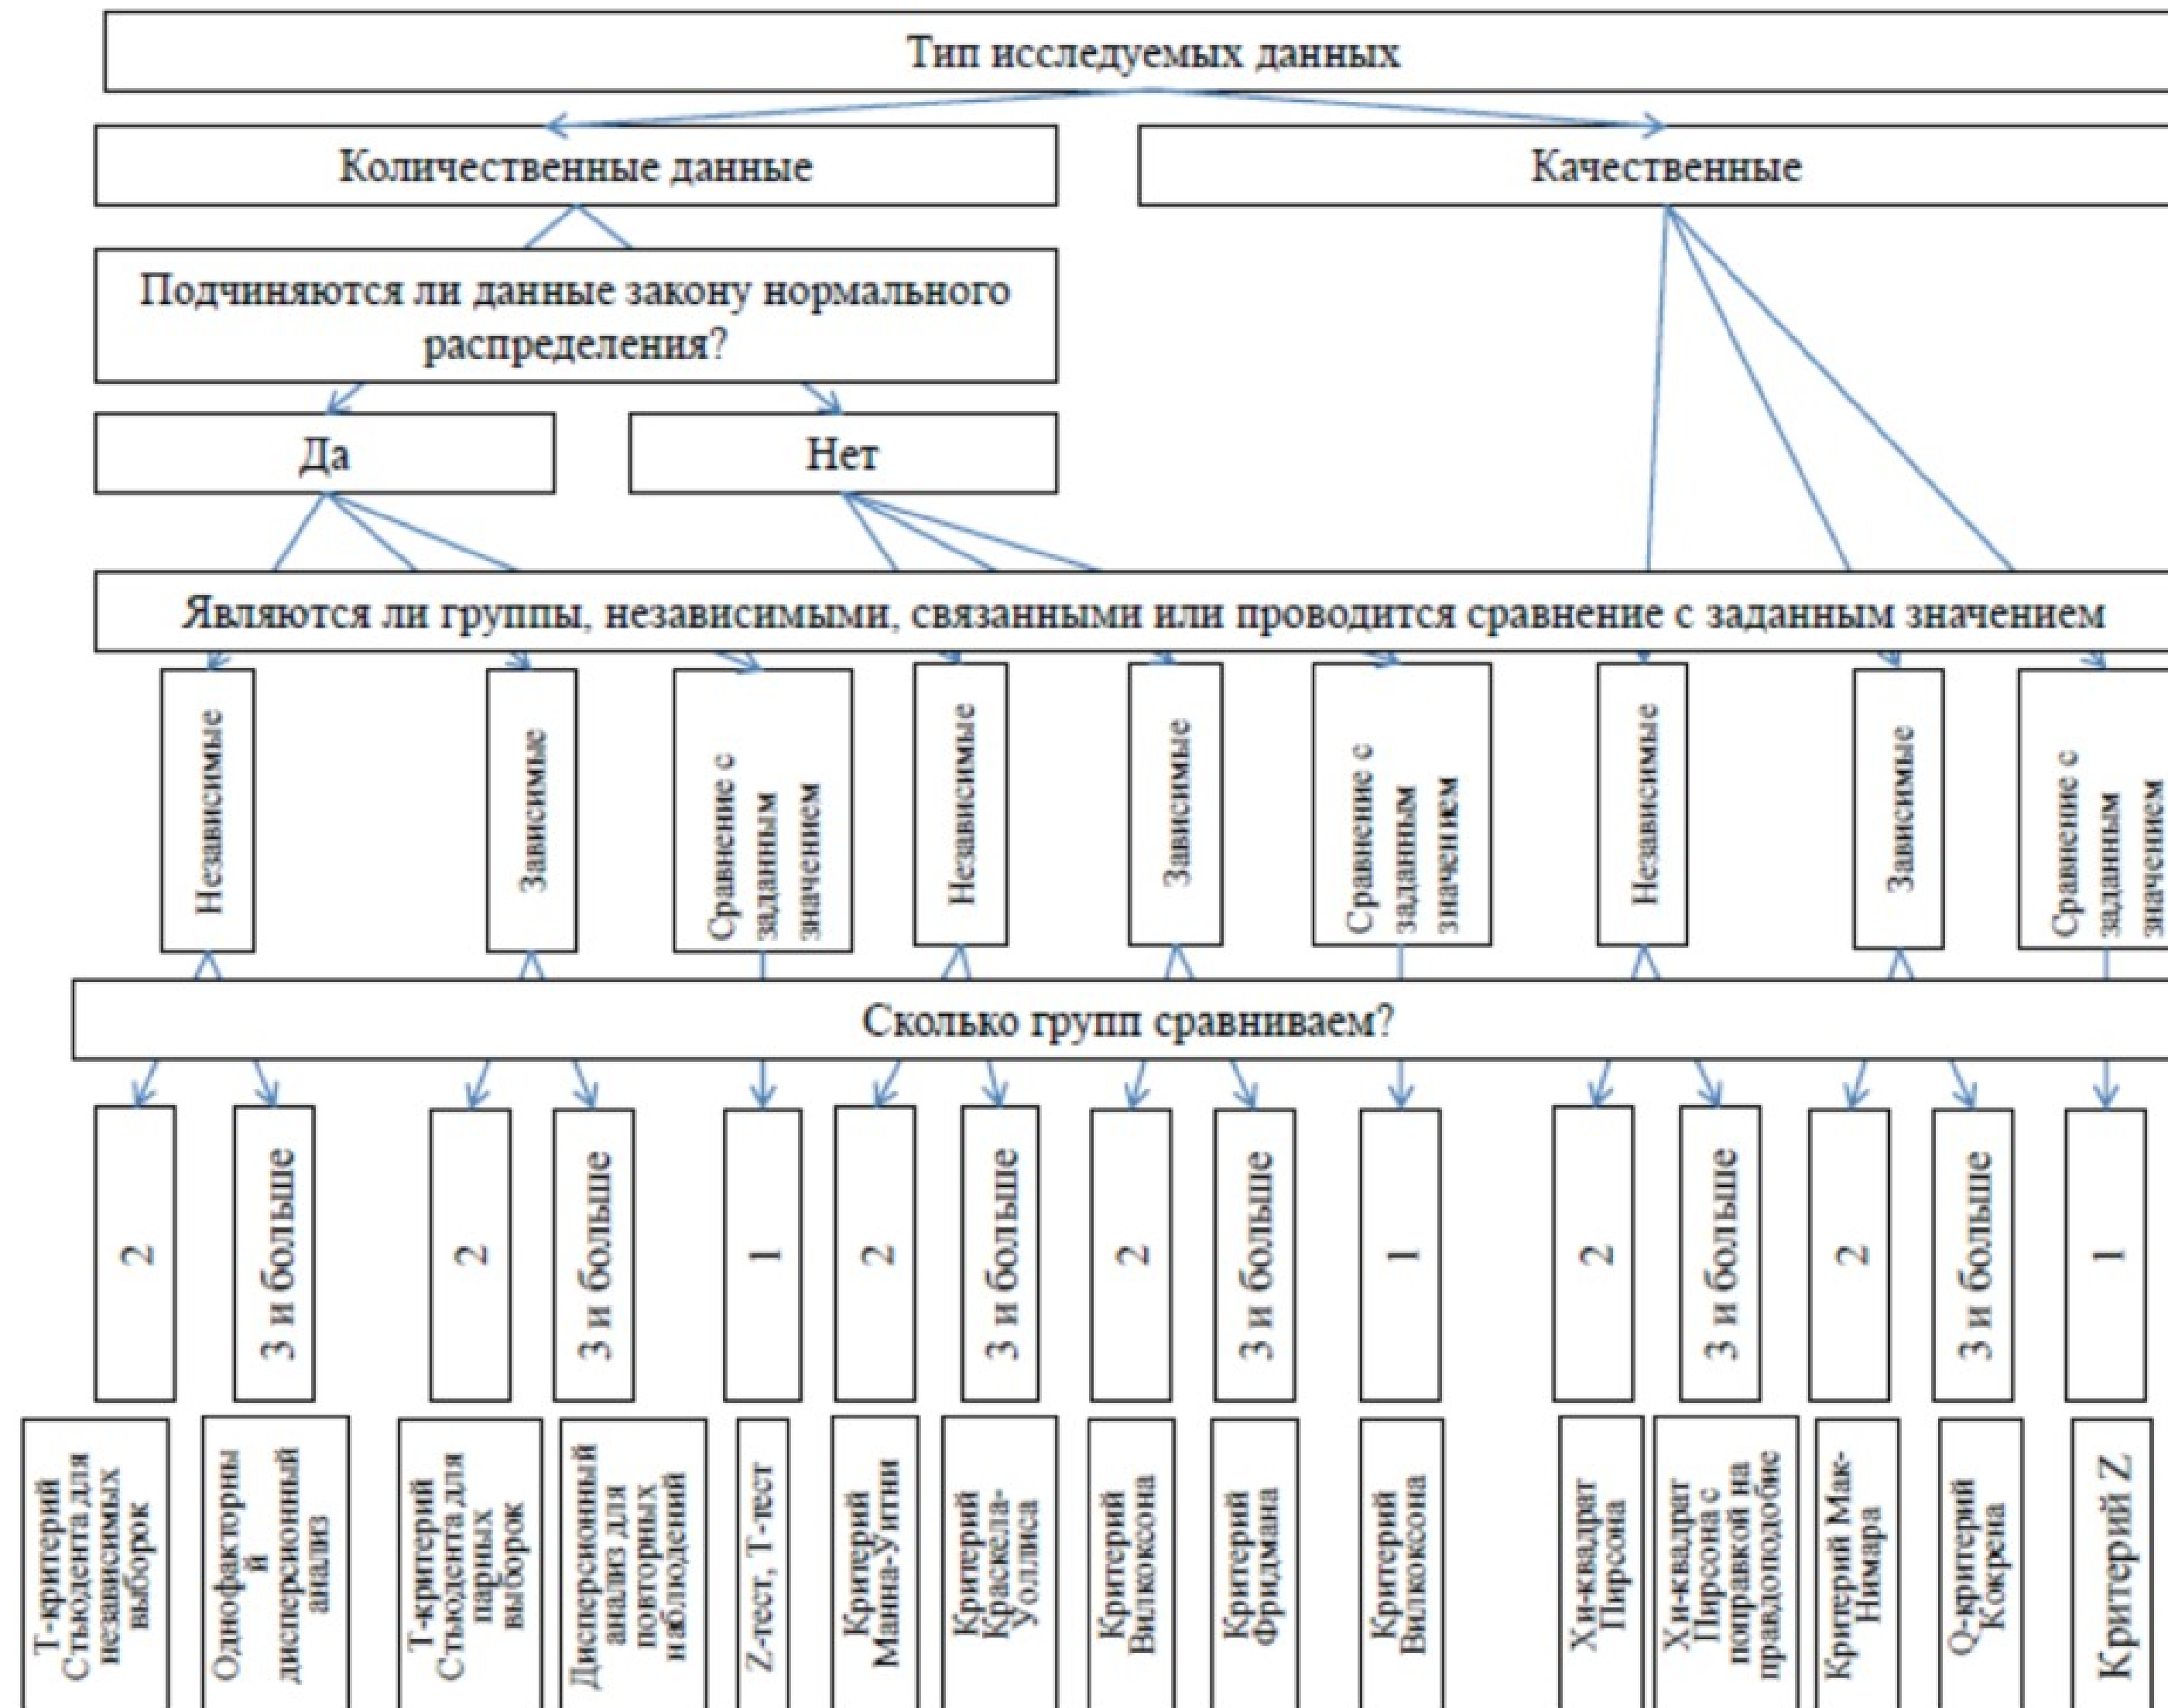 Тип исследуемых данных
Количественные данные
Качественные
Подчиняются ли данные закону нормального
распределения?
Да
Нет
Являются ли группы, независимыми, связанными или проводится сравнение с заданным значением
Независимые
Зависимые
Сравнение с
заданным
значением
Независимые
Зависимые
Сравнение с
заданным
значением
Независимые
Зависимые
Сравнение с
заданным
значением
Сколько групп сравниваем?
2
3 и больше
2
3 и больше
1
2
3 и больше
2
3 и больше
1
2
3 и больше
2
3 и больше
1
Т-критерий
Стьюдента для
независимых
выборок
Однофакторны
й
дисперсионный
анализ
Т-критерий
Стьюдента для
парных
выборок
Дисперсионный
анализ для
повторных
наблюдений
Z-тест, Т-тест
Критерий
Манна-Уитни
Критерий
Краскела-
Уоллиса
Критерий
Вилкоксона
Критерий
Фридмана
Критерий
Вилкоксона
Хи-квадрат
Пирсона
Хи-квадрат
Пирсона с
поправкой на
правдоподобие
Критерий Мак-
Нимара
Q-критерий
Кокрена
Критерий Z